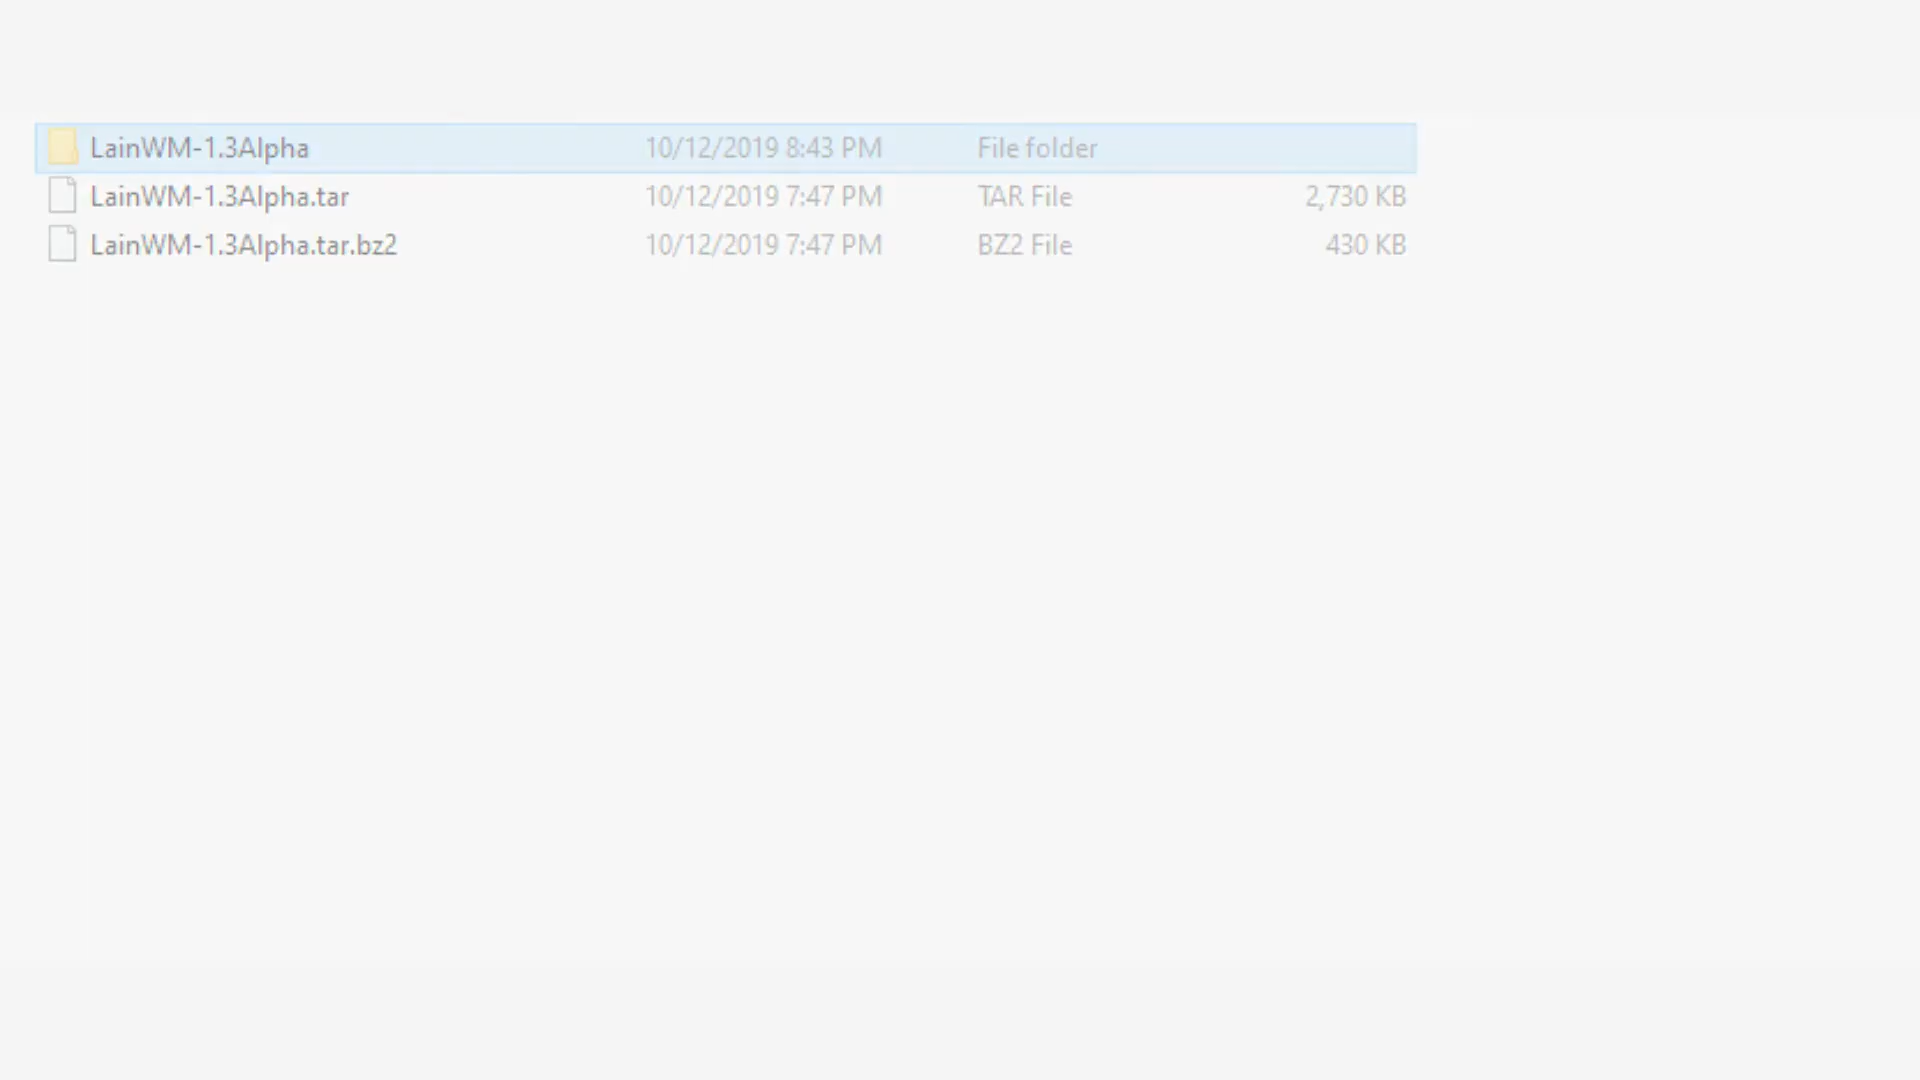 LainWM-1.3Alpha 10/12/2019 8:43 PM File folder
LainWM-1.3Alpha.tar 10/12/2019 7:47 PM TAR File 2,730 KB
LainWM-1.3Alpha.tar.bz2 10/12/2019 7:47 PM BZ2 File 430 KB